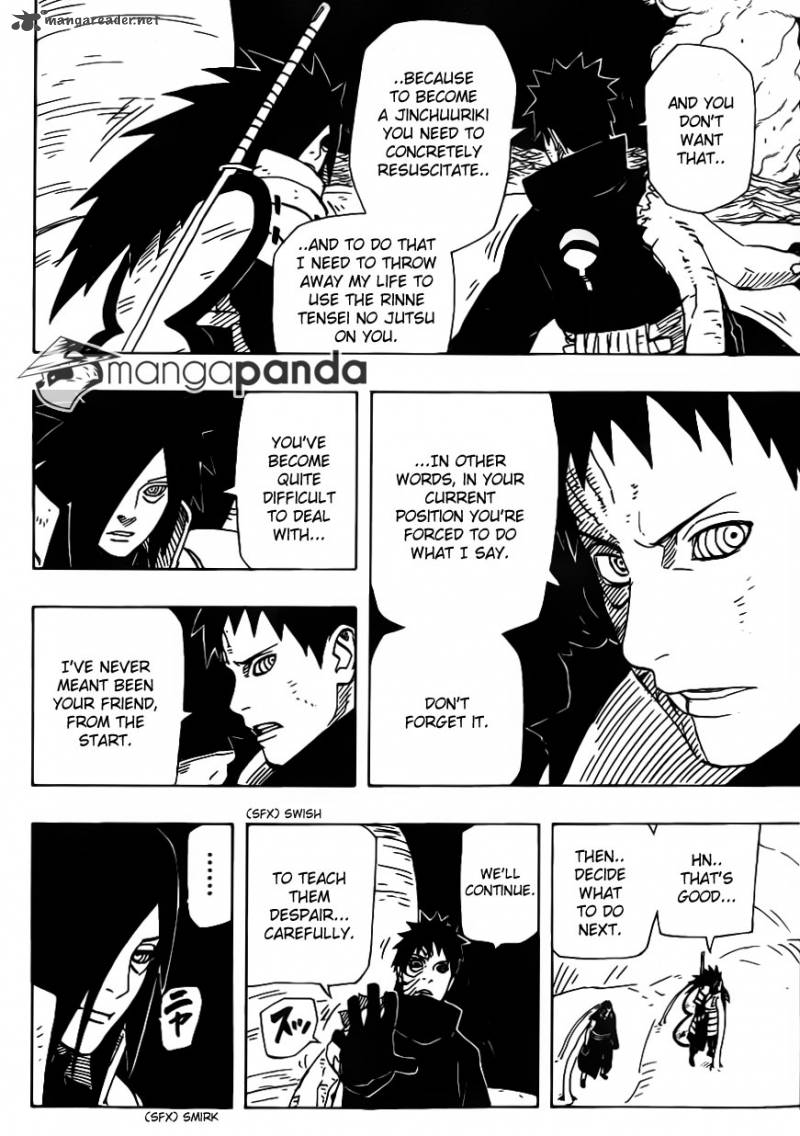 mangareader.net
AND YOU
DON'T
WANT
THAT..
..BECAUSE
TO BECOME
A JINCHUURIKI
YOU NEED TO
CONCRETELY
RESUSCITATE..
..AND TO DO THAT
I NEED TO THROW
AWAY MY LIFE TO
USE THE RINNE
TENSEI NO JUTSU
ON YOU.
mangapanda
...IN OTHER
WORDS, IN YOUR
CURRENT
POSITION YOU'RE
FORCED TO DO
WHAT I SAY.
DON'T
FORGET IT.
YOU'VE
BECOME
QUITE
DIFFICULT
TO DEAL
WITH...
I'VE NEVER
MEANT BEEN
YOUR FRIEND,
FROM THE
START.
HN..
THAT'S
GOOD...
THEN..
DECIDE
WHAT
TO DO
NEXT.
(SFX) SWISH
WE'LL
CONTINUE.
TO TEACH
THEM
DESPAIR...
CAREFULLY.
スッ
......
ニヤ
(SFX) SMIRK